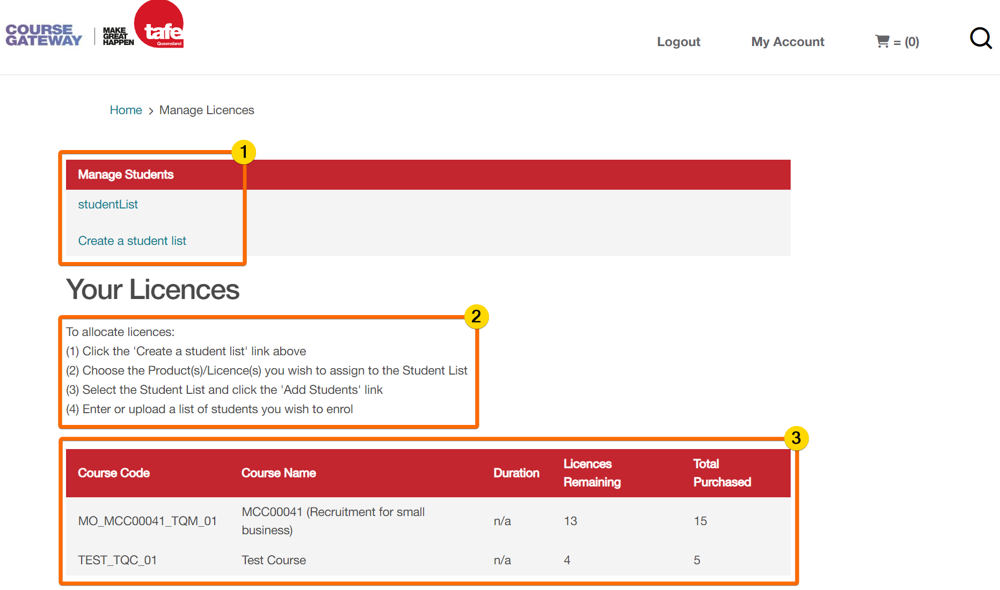 COURSE
GATEWAY
MAKE
GREAT
HAPPEN
tafe
Queensland
Logout
My Account
= (0)
Home > Manage Licences
1
Manage Students
studentList
Create a student list
Your Licences
2
To allocate licences:
(1) Click the 'Create a student list' link above
(2) Choose the Product(s)/Licence(s) you wish to assign to the Student List
(3) Select the Student List and click the 'Add Students' link
(4) Enter or upload a list of students you wish to enrol
3
Course Code Course Name Duration Licences Remaining Total Purchased
MO_MCC00041_TQM_01 MCC00041 (Recruitment for small business) n/a 13 15
TEST_TQC_01 Test Course n/a 4 5